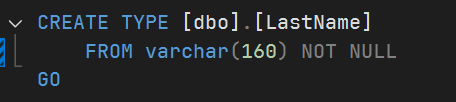 CREATE TYPE [dbo].[LastName]
FROM varchar(160) NOT NULL
GO